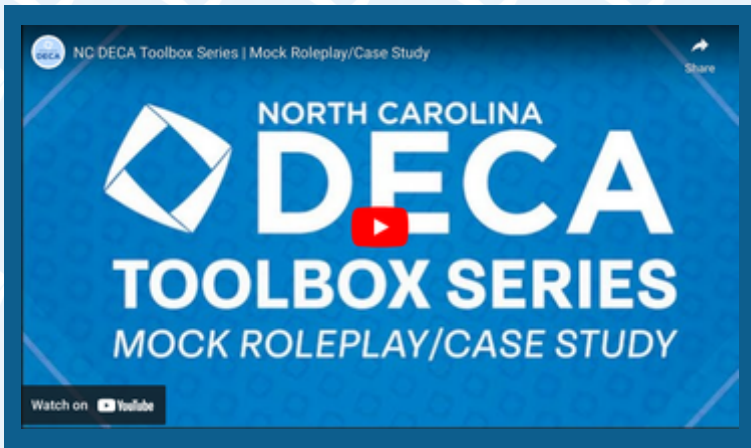 DECA
NC DECA Toolbox Series | Mock Roleplay/Case Study
Share
NORTH CAROLINA
DECA
TOOLBOX SERIES
MOCK ROLEPLAY/CASE STUDY
Watch on YouTube